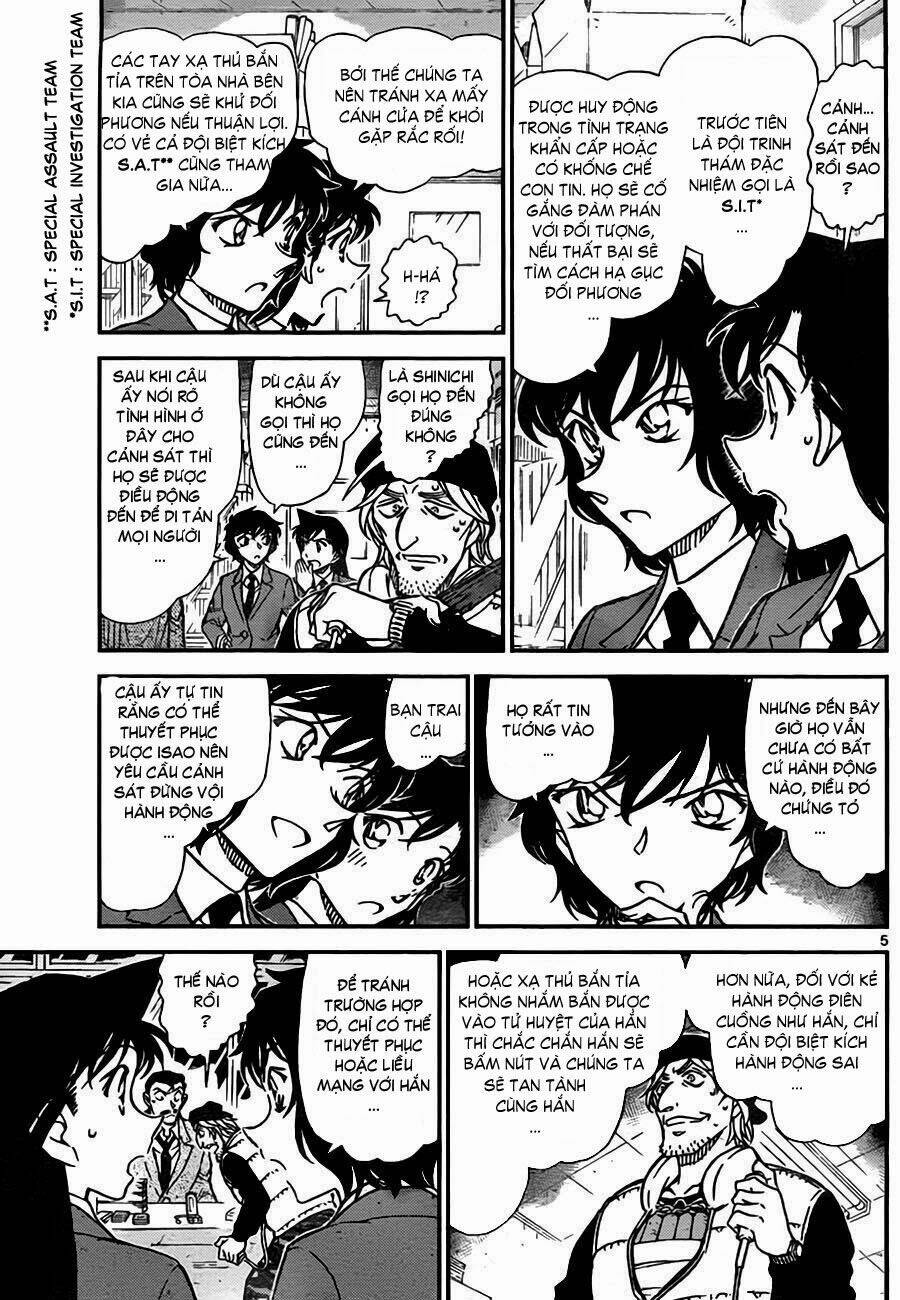 CẢNH...
CẢNH
SÁT ĐẾN
RỒI SAO
?
TRƯỚC TIÊN
LÀ ĐỘI TRINH
THÁM ĐẶC
NHIỆM GỌI LÀ
S.I.T*
...
ĐƯỢC HUY ĐỘNG
TRONG TÌNH TRẠNG
KHẨN CẤP HOẶC
CÓ KHỐNG CHẾ
CON TIN. HỌ SẼ CỐ
GẮNG ĐÀM PHÁN
VỚI ĐỐI TƯỢNG,
NẾU THẤT BẠI SẼ
TÌM CÁCH HẠ GỤC
ĐỐI PHƯƠNG
...
BỞI THẾ CHÚNG TA
NÊN TRÁNH XA MẤY
CÁNH CỬA ĐỂ KHỎI
GẶP RẮC RỐI!
CÁC TAY XẠ THỦ BẮN
TỈA TRÊN TÒA NHÀ BÊN
KIA CŨNG SẼ KHỬ ĐỐI
PHƯƠNG NẾU THUẬN LỢI.
CÓ VẺ CẢ ĐỘI BIỆT KÍCH
S.A.T** CŨNG THAM
GIA NỮA...
H-HẢ
!?
*S.I.T : SPECIAL INVESTIGATION TEAM
**S.A.T : SPECIAL ASSAULT TEAM
LÀ SHINICHI
GỌI HỌ ĐẾN
ĐÚNG
KHÔNG
?
DÙ CẬU ẤY
KHÔNG
GỌI THÌ HỌ
CŨNG ĐẾN
...
SAU KHI CẬU
ẤY NÓI RÕ
TÌNH HÌNH Ở
ĐÂY CHO
CẢNH SÁT THÌ
HỌ SẼ ĐƯỢC
ĐIỀU ĐỘNG
ĐẾN ĐỂ DI TẢN
MỌI NGƯỜI
...
NHƯNG ĐẾN BÂY
GIỜ HỌ VẪN
CHƯA CÓ BẤT
CỨ HÀNH ĐỘNG
NÀO, ĐIỀU ĐÓ
CHỨNG TỎ
...
HỌ RẤT TIN
TƯỞNG VÀO
...
BẠN TRAI
CẬU
...
CẬU ẤY TỰ TIN
RẰNG CÓ THỂ
THUYẾT PHỤC
ĐƯỢC ISAO NÊN
YÊU CẦU CẢNH
SÁT ĐỪNG VỘI
HÀNH ĐỘNG
...
5
HƠN NỮA, ĐỐI VỚI KẺ
HÀNH ĐỘNG ĐIÊN
CUỒNG NHƯ HẮN, CHỈ
CẦN ĐỘI BIỆT KÍCH
HÀNH ĐỘNG SAI
...
HOẶC XẠ THỦ BẮN TỈA
KHÔNG NHẮM BẮN ĐƯỢC
VÀO TỬ HUYỆT CỦA HẮN
THÌ CHẮC CHẮN HẮN SẼ
BẤM NÚT VÀ CHÚNG TA
SẼ TAN TÀNH
CÙNG HẮN
...
ĐỂ TRÁNH
TRƯỜNG HỢP
ĐÓ, CHỈ CÓ THỂ
THUYẾT PHỤC
HOẶC LIỀU
MẠNG VỚI HẮN
...
THẾ NÀO
RỒI
?